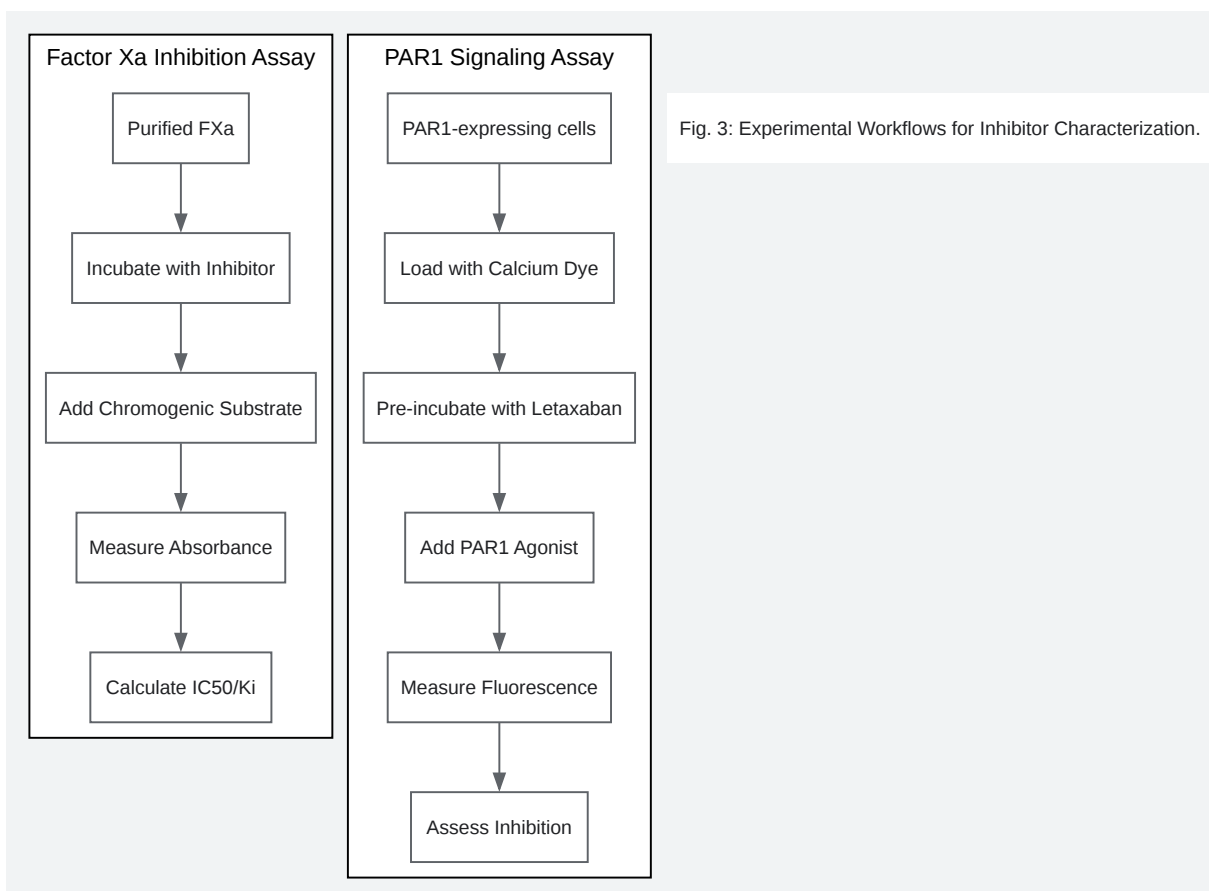 Factor Xa Inhibition Assay
Purified FXa
Incubate with Inhibitor
Add Chromogenic Substrate
Measure Absorbance
Calculate IC50/Ki
PAR1 Signaling Assay
PAR1-expressing cells
Load with Calcium Dye
Pre-incubate with Letaxaban
Add PAR1 Agonist
Measure Fluorescence
Assess Inhibition
Fig. 3: Experimental Workflows for Inhibitor Characterization.